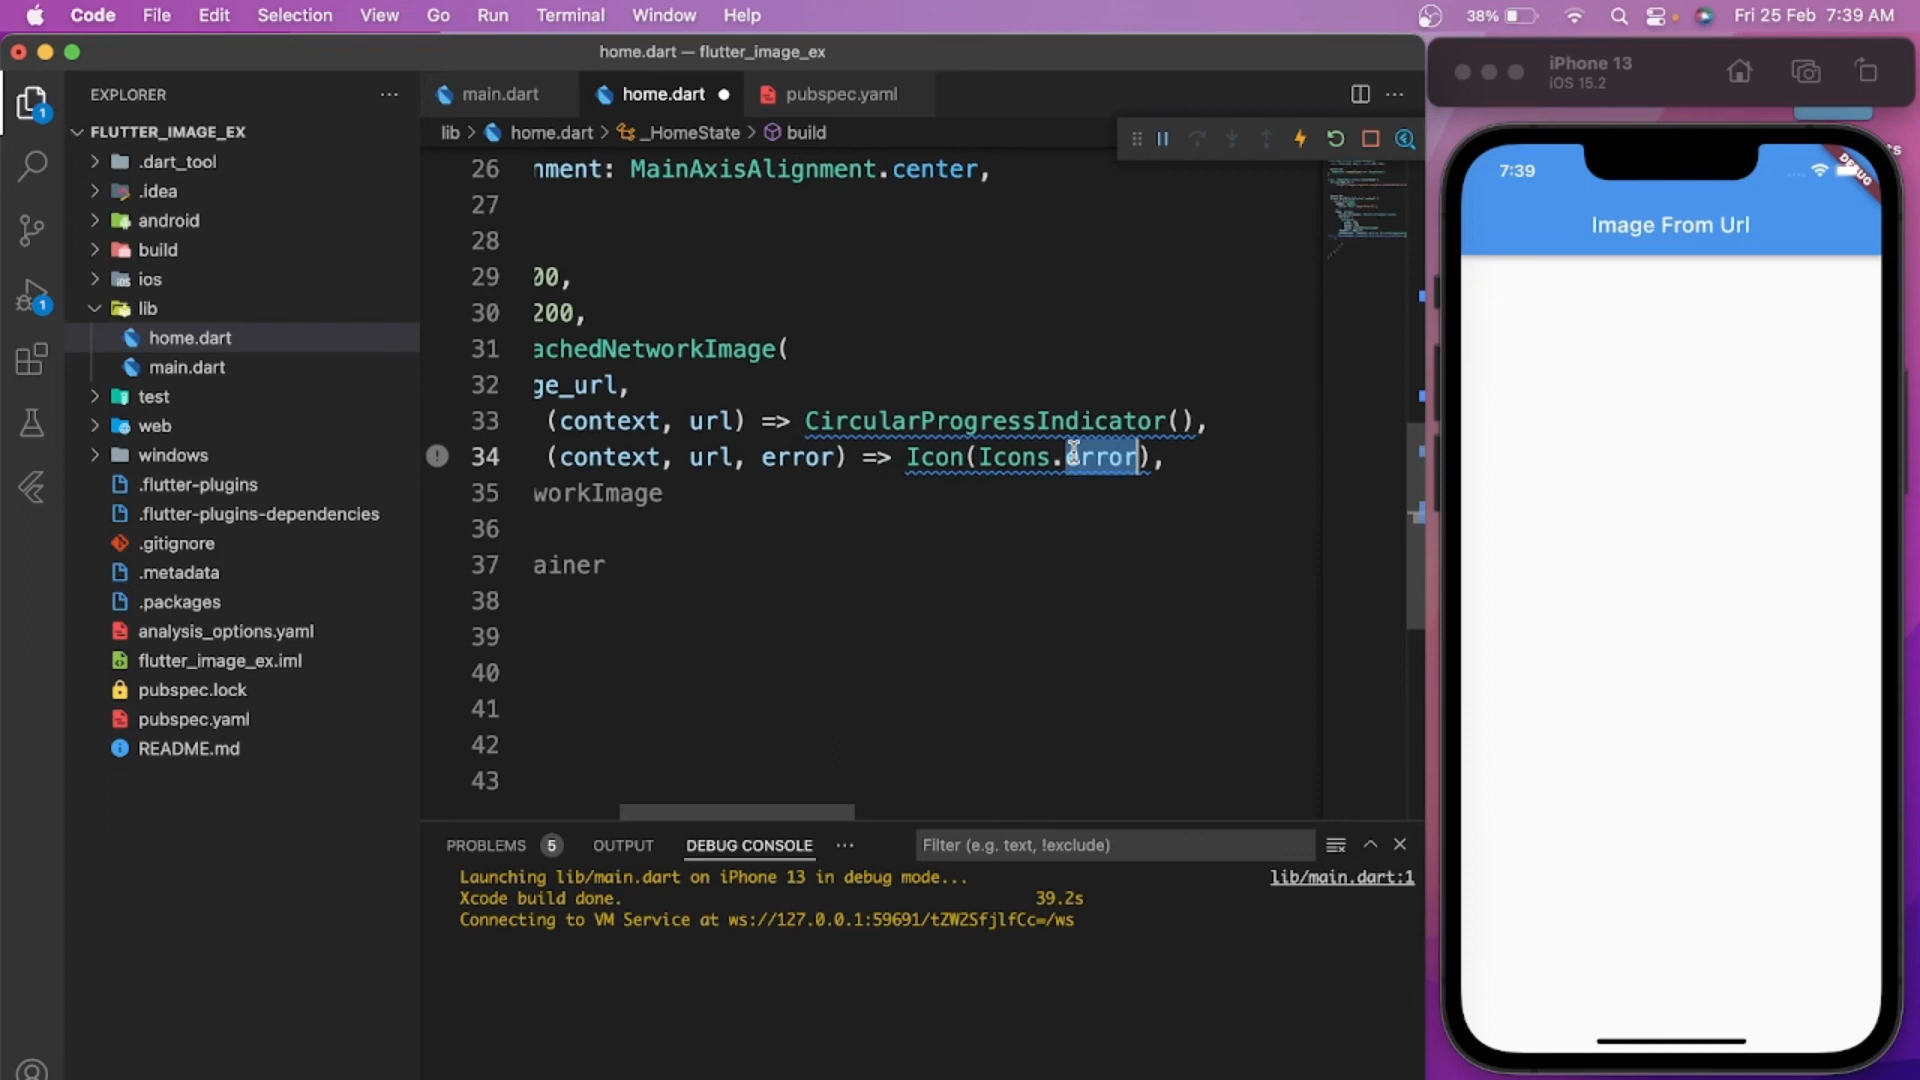 Code File Edit Selection View Go Run Terminal Window Help 38% Fri 25 Feb 7:39 AM
home.dart — flutter_image_ex
EXPLORER
FLUTTER_IMAGE_EX
.dart_tool
.idea
android
build
ios
lib
home.dart
main.dart
test
web
windows
.flutter-plugins
.flutter-plugins-dependencies
.gitignore
.metadata
.packages
analysis_options.yaml
flutter_image_ex.iml
pubspec.lock
pubspec.yaml
README.md
1
1
main.dart home.dart pubspec.yaml
lib > home.dart > _HomeState > build
26 nment: MainAxisAlignment.center,
27
28
29 00,
30 200,
31 achedNetworkImage(
32 ge_url,
33 (context, url) => CircularProgressIndicator(),
34 (context, url, error) => Icon(Icons.error),
35 workImage
36
37 ainer
38
39
40
41
42
43
PROBLEMS 5 OUTPUT DEBUG CONSOLE Filter (e.g. text, !exclude)
Launching lib/main.dart on iPhone 13 in debug mode... lib/main.dart:1
Xcode build done. 39.2s
Connecting to VM Service at ws://127.0.0.1:59691/tZW2SfjlfCc=/ws
iPhone 13
iOS 15.2
7:39
DEBUG
Image From Url